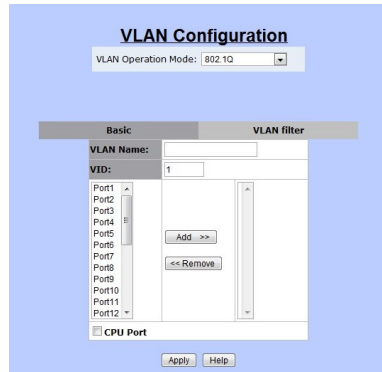 VLAN Configuration
VLAN Operation Mode: 802.1Q
Basic VLAN filter
VLAN Name:
VID: 1
Port1
Port2
Port3
Port4
Port5
Port6
Port7
Port8
Port9
Port10
Port11
Port12
Add >>
<< Remove
CPU Port
Apply Help